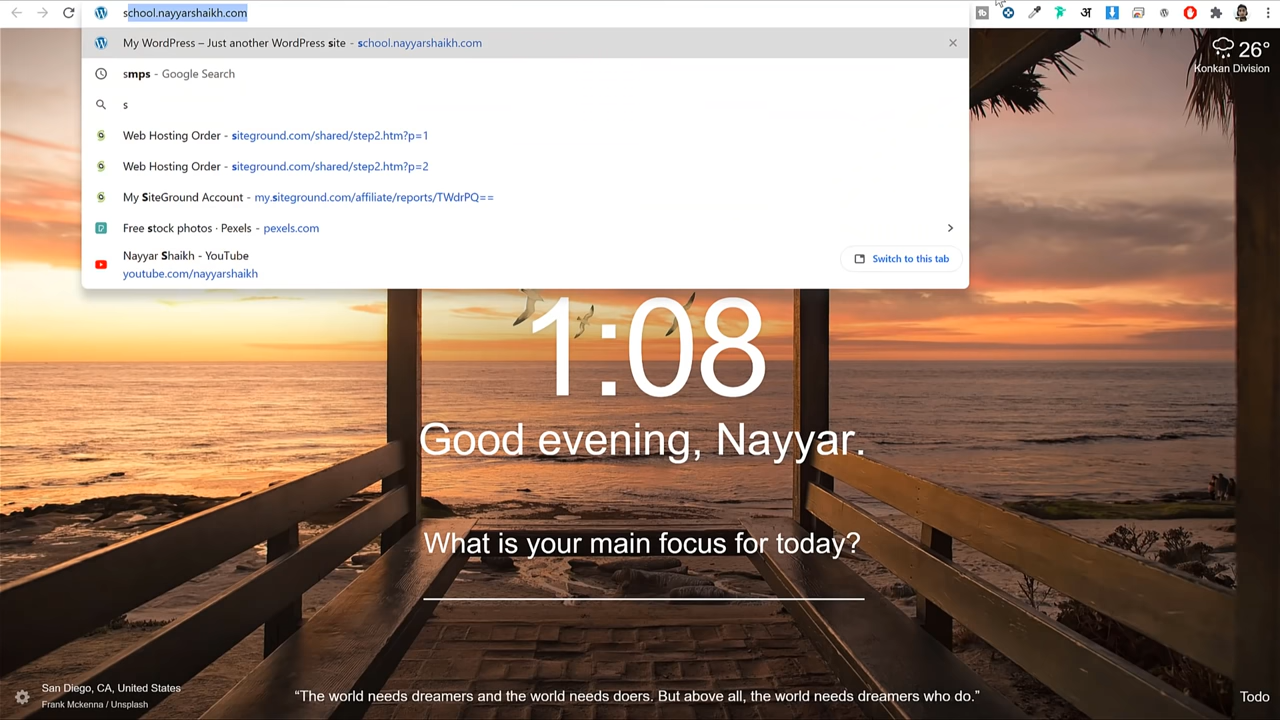 school.nayyarshaikh.com
My WordPress – Just another WordPress site - school.nayyarshaikh.com
smps - Google Search
s
Web Hosting Order - siteground.com/shared/step2.htm?p=1
Web Hosting Order - siteground.com/shared/step2.htm?p=2
My SiteGround Account - my.siteground.com/affiliate/reports/TWdrPQ==
Free stock photos · Pexels - pexels.com
Nayyar Shaikh - YouTube
youtube.com/nayyarshaikh
Switch to this tab
अ
26°
Konkan Division
1:08
Good evening, Nayyar.
What is your main focus for today?
San Diego, CA, United States
Frank Mckenna / Unsplash
“The world needs dreamers and the world needs doers. But above all, the world needs dreamers who do.”
Todo